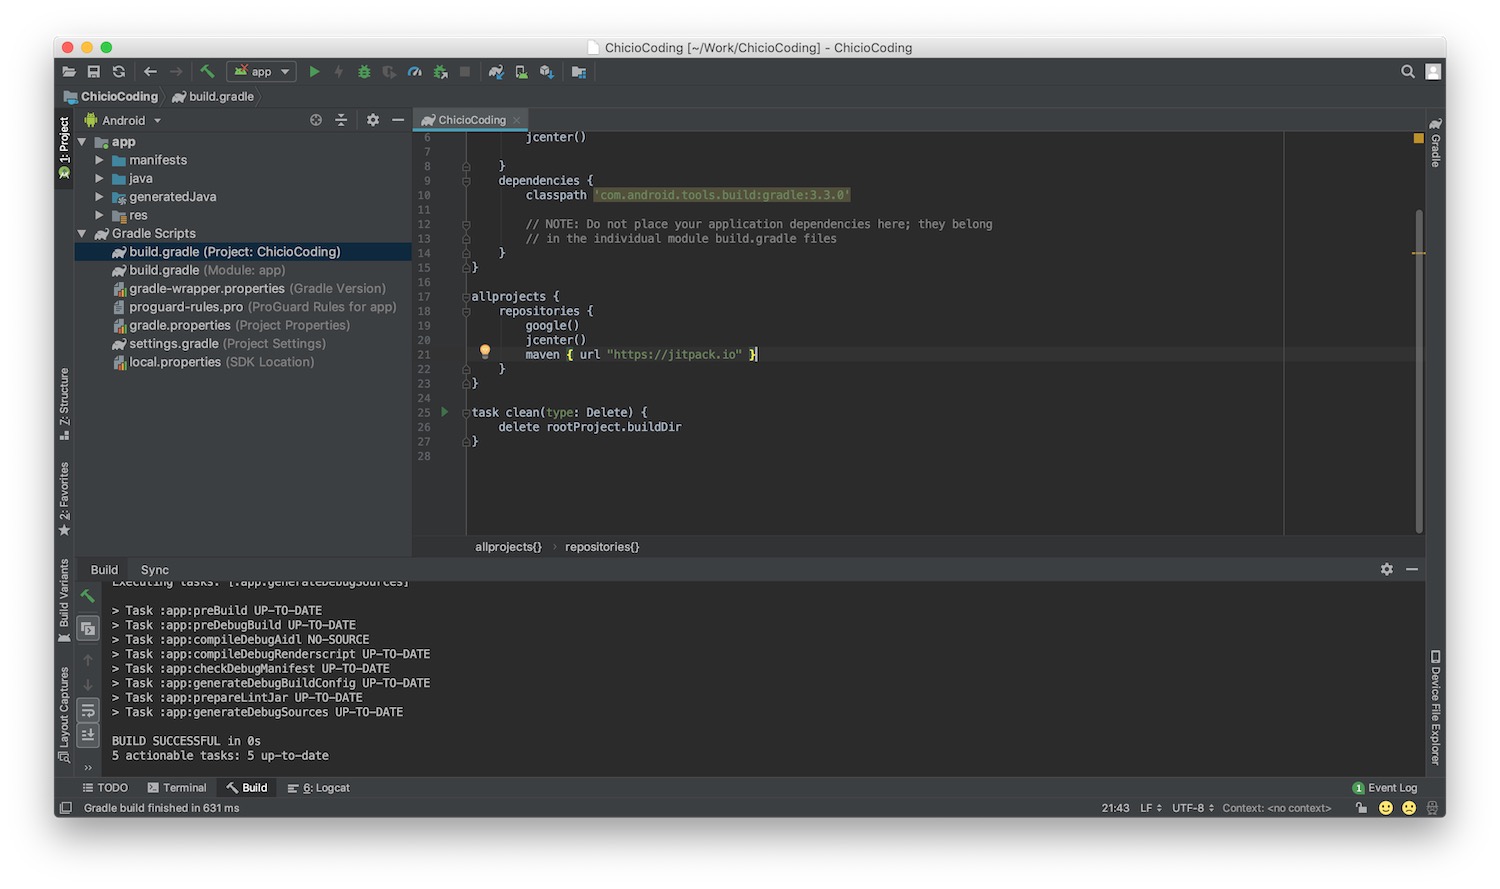 ChicioCoding [~/Work/ChicioCoding] - ChicioCoding
app
ChicioCoding build.gradle
1: Project
Android
app
manifests
java
generatedJava
res
Gradle Scripts
build.gradle (Project: ChicioCoding)
build.gradle (Module: app)
gradle-wrapper.properties (Gradle Version)
proguard-rules.pro (ProGuard Rules for app)
gradle.properties (Project Properties)
settings.gradle (Project Settings)
local.properties (SDK Location)
Z: Structure
2: Favorites
Build Variants
Layout Captures
ChicioCoding
6 jcenter()
7
8 }
9 dependencies {
10 classpath 'com.android.tools.build:gradle:3.3.0'
11
12 // NOTE: Do not place your application dependencies here; they belong
13 // in the individual module build.gradle files
14 }
15 }
16
17 allprojects {
18 repositories {
19 google()
20 jcenter()
21 maven { url "https://jitpack.io" }
22 }
23 }
24
25 task clean(type: Delete) {
26 delete rootProject.buildDir
27 }
28
allprojects{} › repositories{}
Gradle
Device File Explorer
Build Sync
Executing tasks: [:app:generateDebugSources]
> Task :app:preBuild UP-TO-DATE
> Task :app:preDebugBuild UP-TO-DATE
> Task :app:compileDebugAidl NO-SOURCE
> Task :app:compileDebugRenderscript UP-TO-DATE
> Task :app:checkDebugManifest UP-TO-DATE
> Task :app:generateDebugBuildConfig UP-TO-DATE
> Task :app:prepareLintJar UP-TO-DATE
> Task :app:generateDebugSources UP-TO-DATE
BUILD SUCCESSFUL in 0s
5 actionable tasks: 5 up-to-date
»
TODO Terminal Build 6: Logcat 1 Event Log
Gradle build finished in 631 ms 21:43 LF UTF-8 Context: <no context>